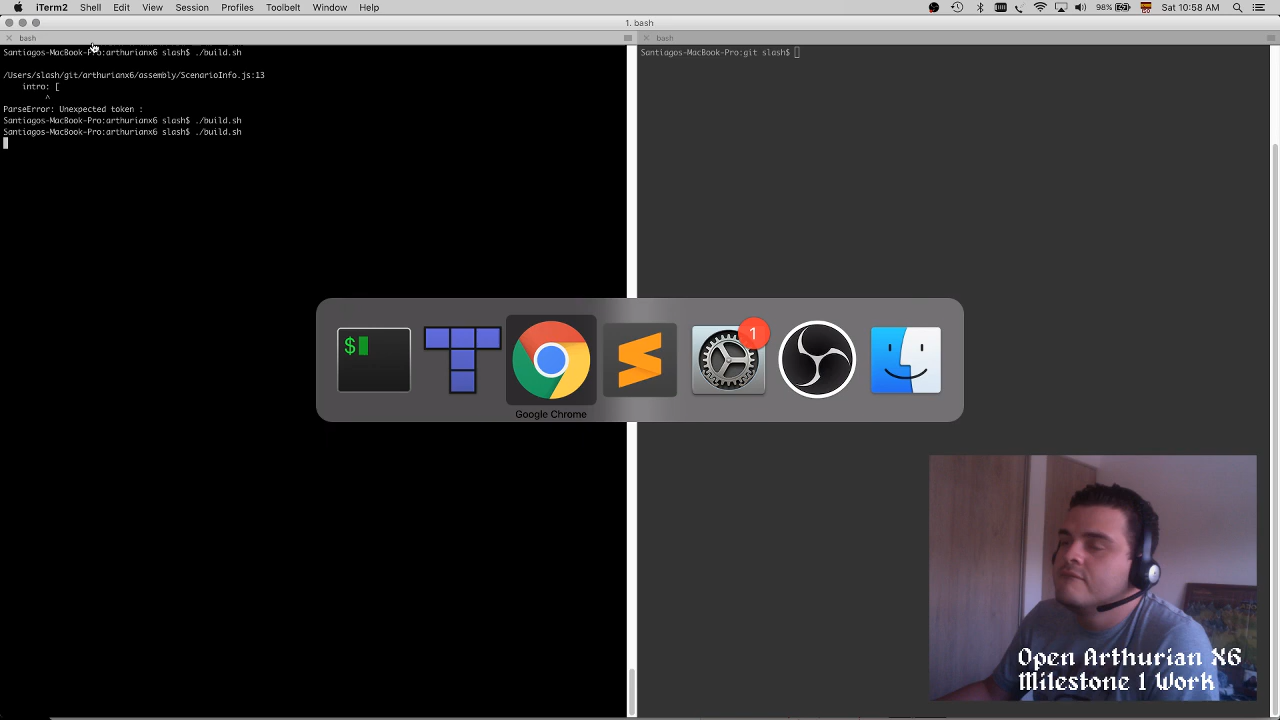 iTerm2 Shell Edit View Session Profiles Toolbelt Window Help 98% Sat 10:58 AM
1. bash
bash bash
Santiagos-MacBook-Pro:arthurianx6 slash$ ./build.sh
Santiagos-MacBook-Pro:git slash$
/Users/slash/git/arthurianx6/assembly/ScenarioInfo.js:13
intro: [
^
ParseError: Unexpected token :
Santiagos-MacBook-Pro:arthurianx6 slash$ ./build.sh
Santiagos-MacBook-Pro:arthurianx6 slash$ ./build.sh
$
1
Google Chrome
Open Arthurian X6
Milestone 1 Work